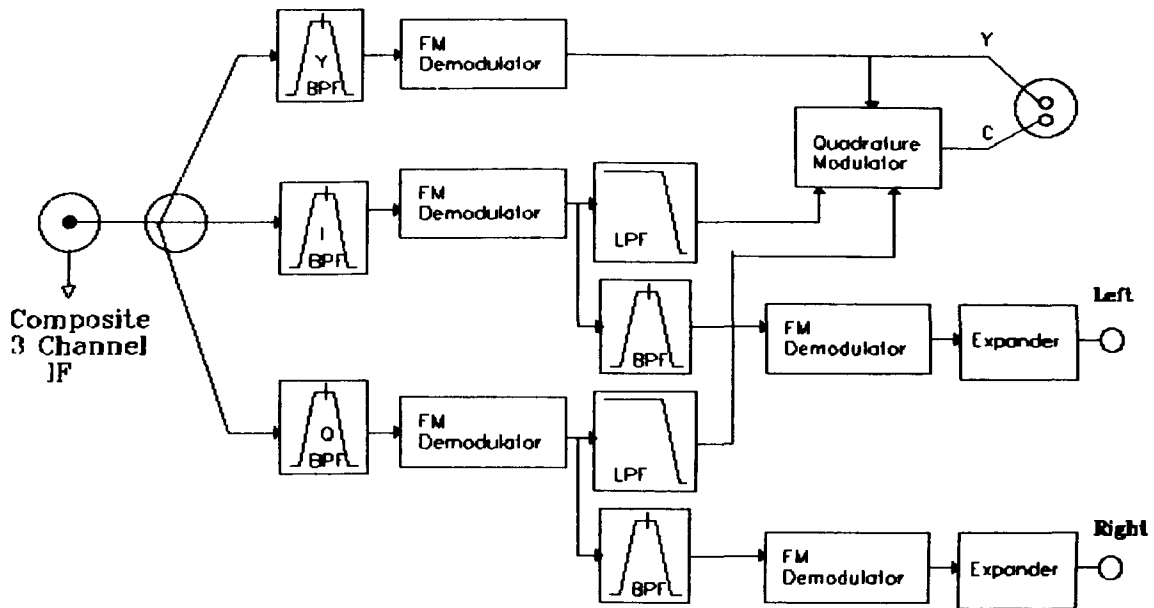 Y
BPF
FM
Demodulator
Y
Quadrature
Modulator
C
I
BPF
FM
Demodulator
LPF
Composite
3 Channel
IF
BPF
FM
Demodulator
Expander
Left
Q
BPF
FM
Demodulator
LPF
BPF
FM
Demodulator
Expander
Right